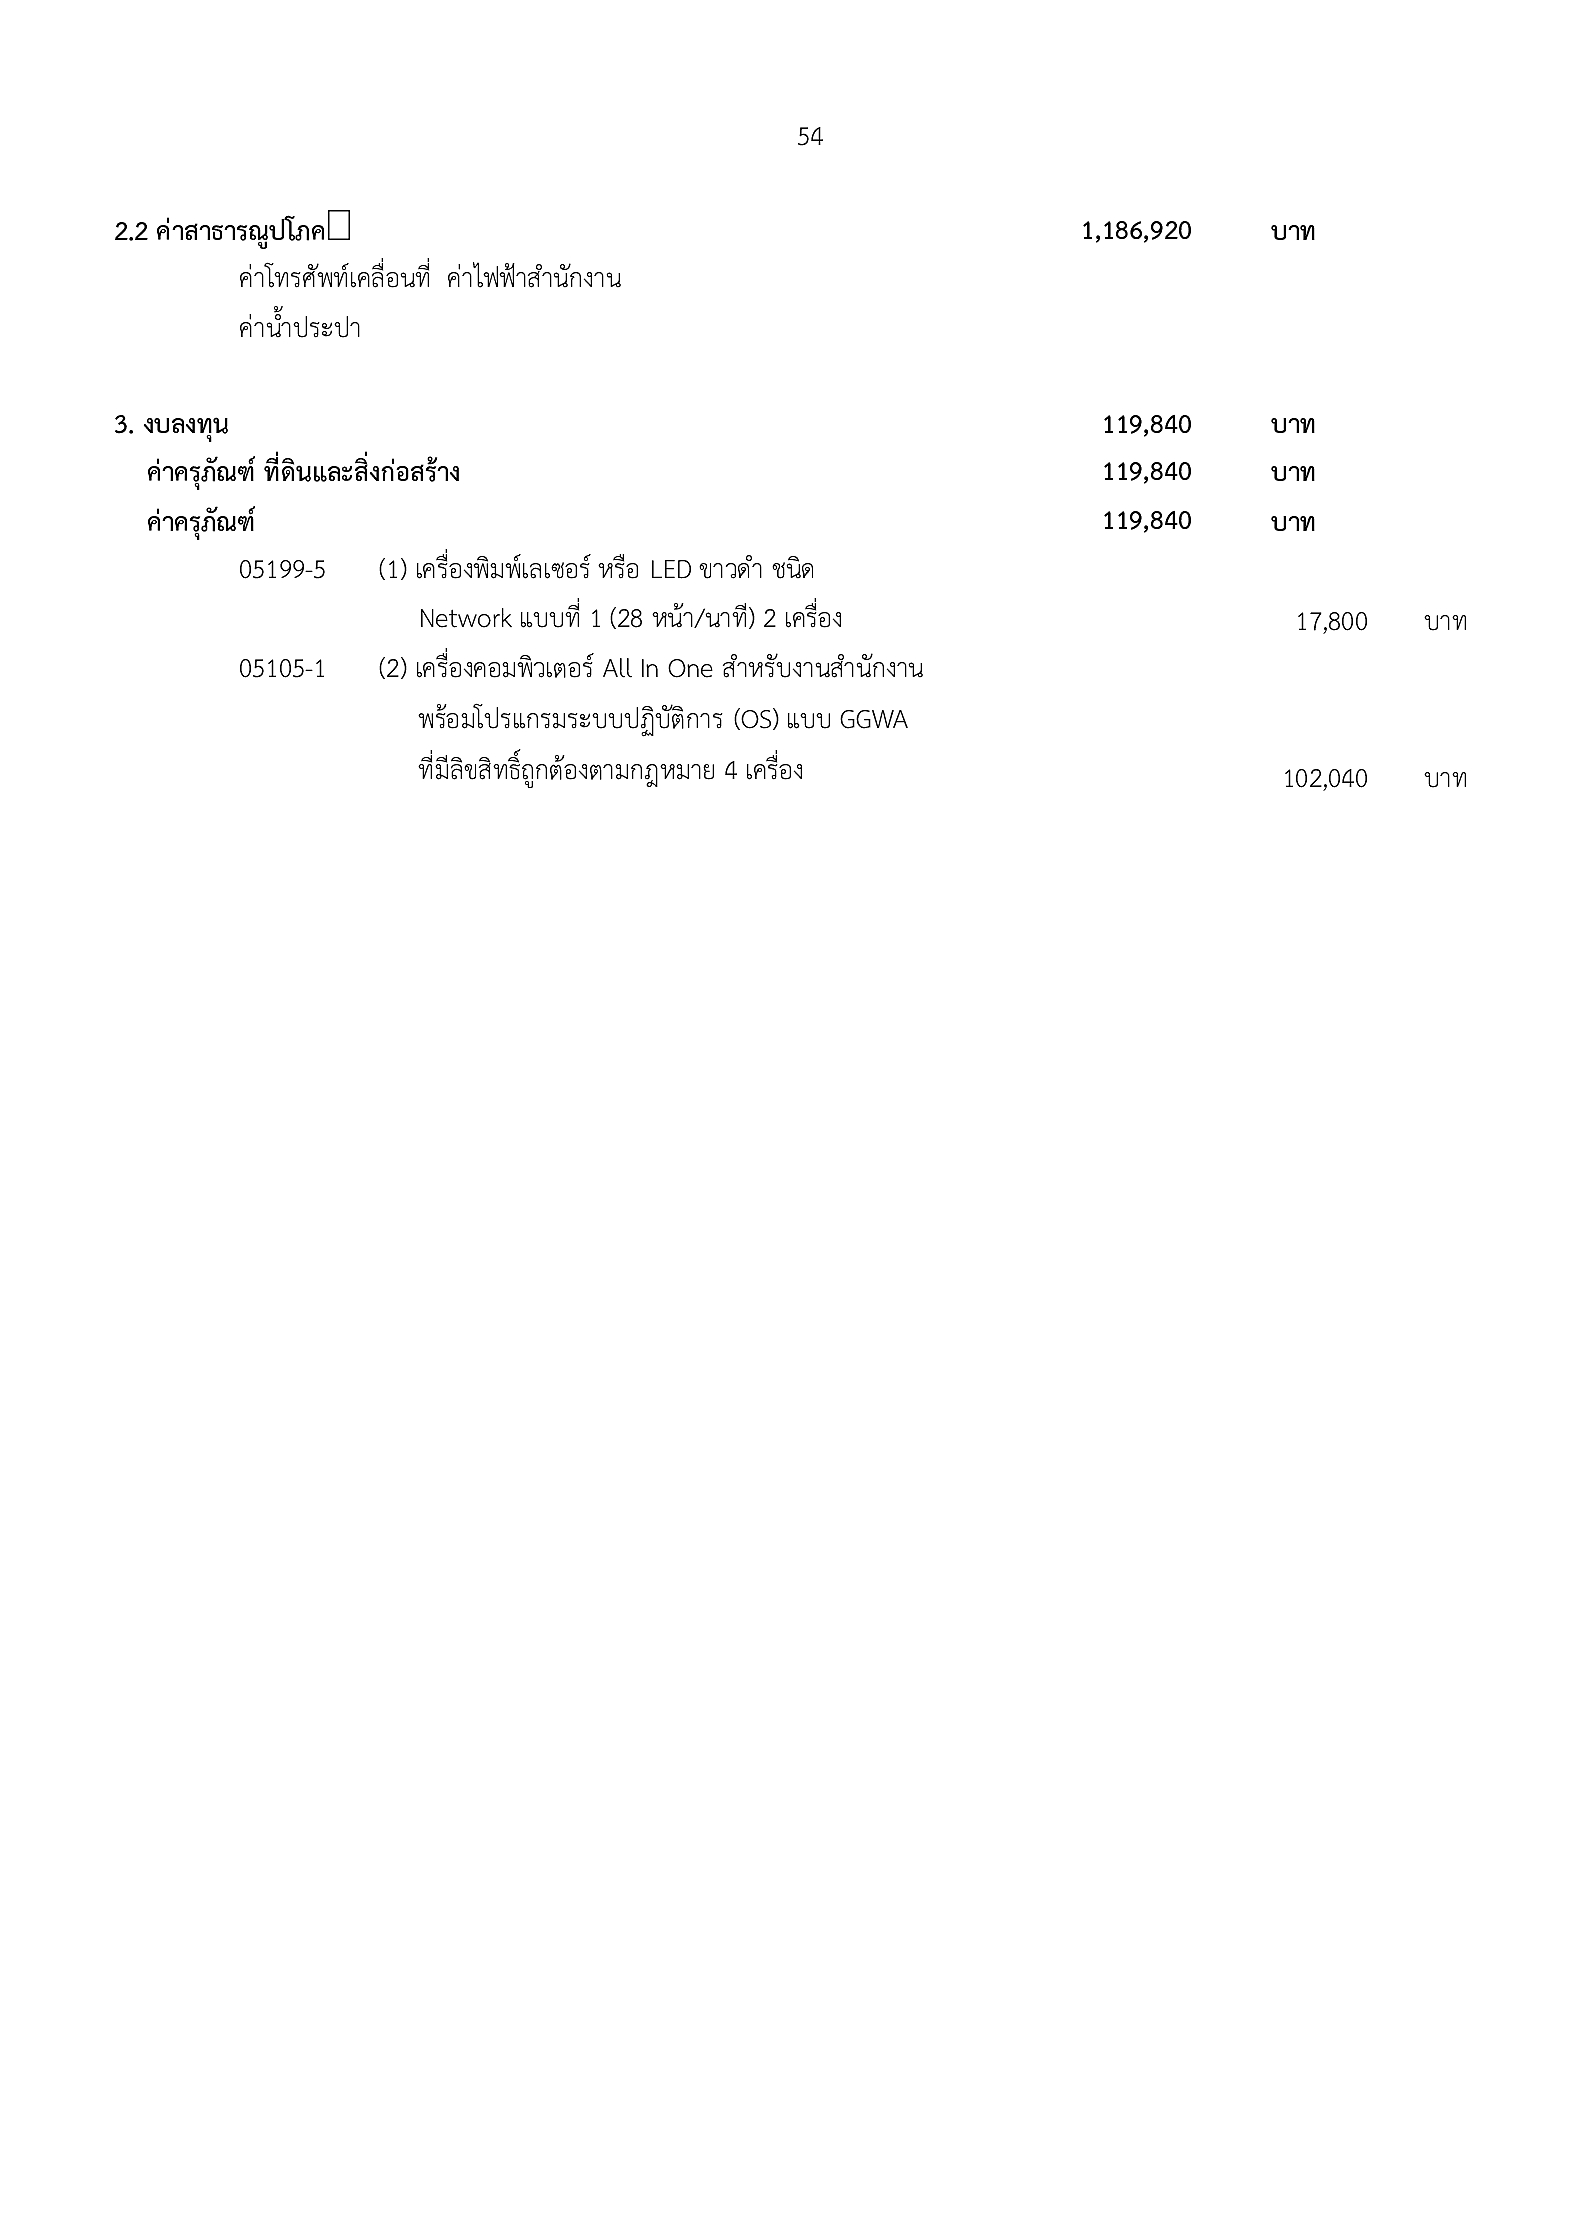 54
2.2 ค่าสาธารณูปโภค 1,186,920 บาท
ค่าโทรศัพท์เคลื่อนที่ ค่าไฟฟ้าสำนักงาน
ค่าน้ำประปา
3. งบลงทุน 119,840 บาท
ค่าครุภัณฑ์ ที่ดินและสิ่งก่อสร้าง 119,840 บาท
ค่าครุภัณฑ์ 119,840 บาท
05199-5 (1) เครื่องพิมพ์เลเซอร์ หรือ LED ขาวดำ ชนิด
Network แบบที่ 1 (28 หน้า/นาที) 2 เครื่อง 17,800 บาท
05105-1 (2) เครื่องคอมพิวเตอร์ All In One สำหรับงานสำนักงาน
พร้อมโปรแกรมระบบปฏิบัติการ (OS) แบบ GGWA
ที่มีลิขสิทธิ์ถูกต้องตามกฎหมาย 4 เครื่อง 102,040 บาท